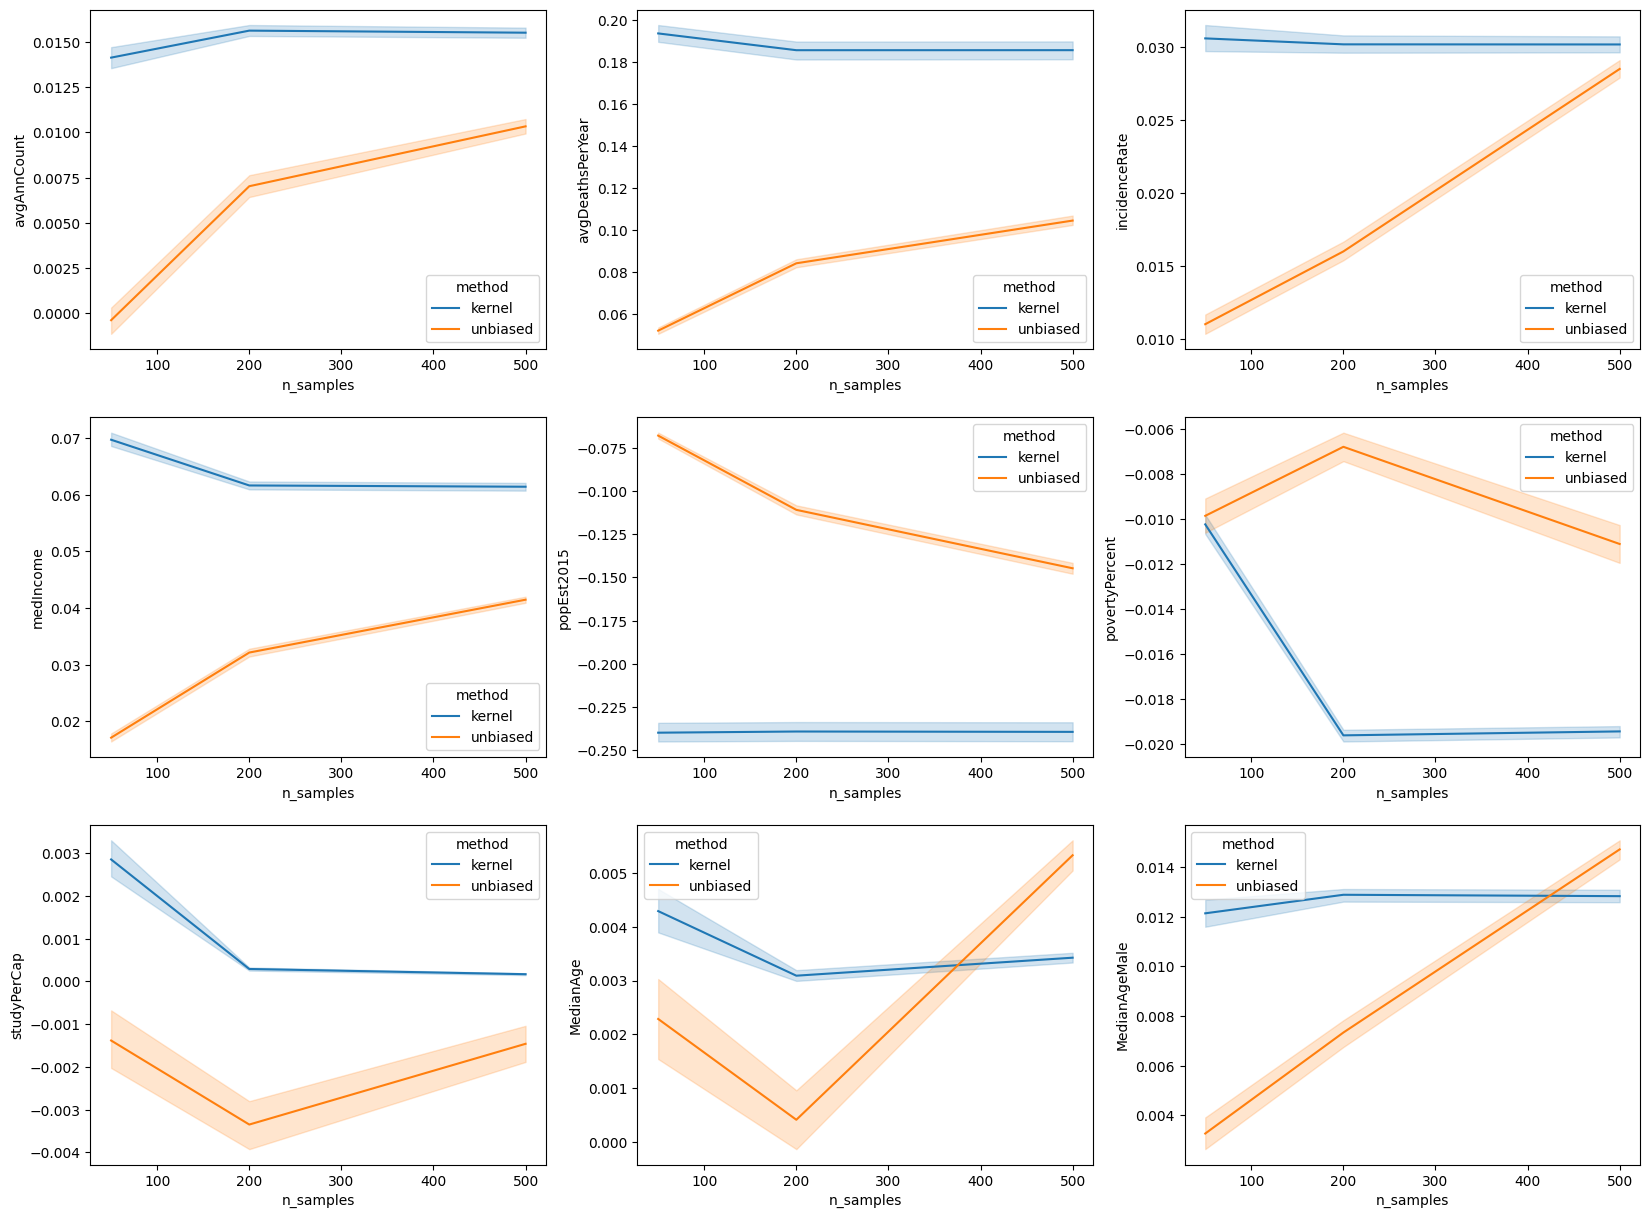 avgAnnCount
0.0150
0.0125
0.0100
0.0075
0.0050
0.0025
0.0000
method
kernel
unbiased
100 200 300 400 500
n_samples
avgDeathsPerYear
0.20
0.18
0.16
0.14
0.12
0.10
0.08
0.06
method
kernel
unbiased
100 200 300 400 500
n_samples
incidenceRate
0.030
0.025
0.020
0.015
0.010
method
kernel
unbiased
100 200 300 400 500
n_samples
medIncome
0.07
0.06
0.05
0.04
0.03
0.02
method
kernel
unbiased
100 200 300 400 500
n_samples
popEst2015
−0.075
−0.100
−0.125
−0.150
−0.175
−0.200
−0.225
−0.250
method
kernel
unbiased
100 200 300 400 500
n_samples
povertyPercent
−0.006
−0.008
−0.010
−0.012
−0.014
−0.016
−0.018
−0.020
method
kernel
unbiased
100 200 300 400 500
n_samples
studyPerCap
0.003
0.002
0.001
0.000
−0.001
−0.002
−0.003
−0.004
method
kernel
unbiased
100 200 300 400 500
n_samples
MedianAge
0.005
0.004
0.003
0.002
0.001
0.000
method
kernel
unbiased
100 200 300 400 500
n_samples
MedianAgeMale
0.014
0.012
0.010
0.008
0.006
0.004
method
kernel
unbiased
100 200 300 400 500
n_samples